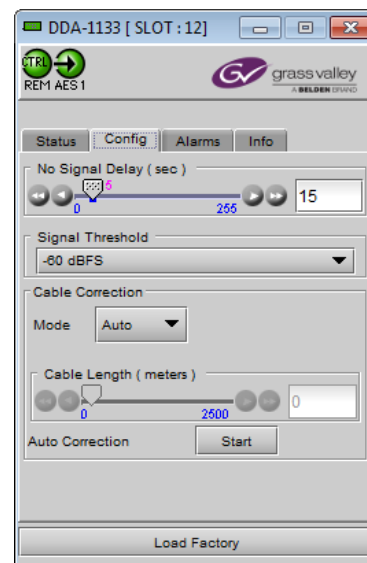 DDA-1133 [ SLOT : 12]
CTRL
REM AES 1
grass valley
A BELDEN BRAND
Status Config Alarms Info
No Signal Delay ( sec )
5
0 255 15
Signal Threshold
-60 dBFS
Cable Correction
Mode Auto
Cable Length ( meters )
0 2500 0
Auto Correction Start
Load Factory